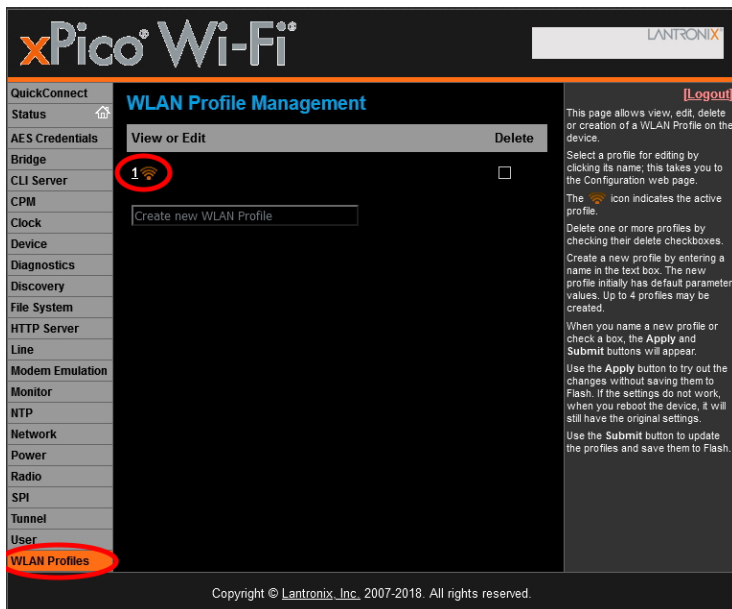 xPico® Wi-Fi®
LANTRONIX®
QuickConnect
Status
AES Credentials
Bridge
CLI Server
CPM
Clock
Device
Diagnostics
Discovery
File System
HTTP Server
Line
Modem Emulation
Monitor
NTP
Network
Power
Radio
SPI
Tunnel
User
WLAN Profiles
WLAN Profile Management
View or Edit Delete
1
Create new WLAN Profile
[Logout]
This page allows view, edit, delete
or creation of a WLAN Profile on the
device.
Select a profile for editing by
clicking its name; this takes you to
the Configuration web page.
The icon indicates the active
profile.
Delete one or more profiles by
checking their delete checkboxes.
Create a new profile by entering a
name in the text box. The new
profile initially has default parameter
values. Up to 4 profiles may be
created.
When you name a new profile or
check a box, the Apply and
Submit buttons will appear.
Use the Apply button to try out the
changes without saving them to
Flash. If the settings do not work,
when you reboot the device, it will
still have the original settings.
Use the Submit button to update
the profiles and save them to Flash.
Copyright © Lantronix, Inc. 2007-2018. All rights reserved.